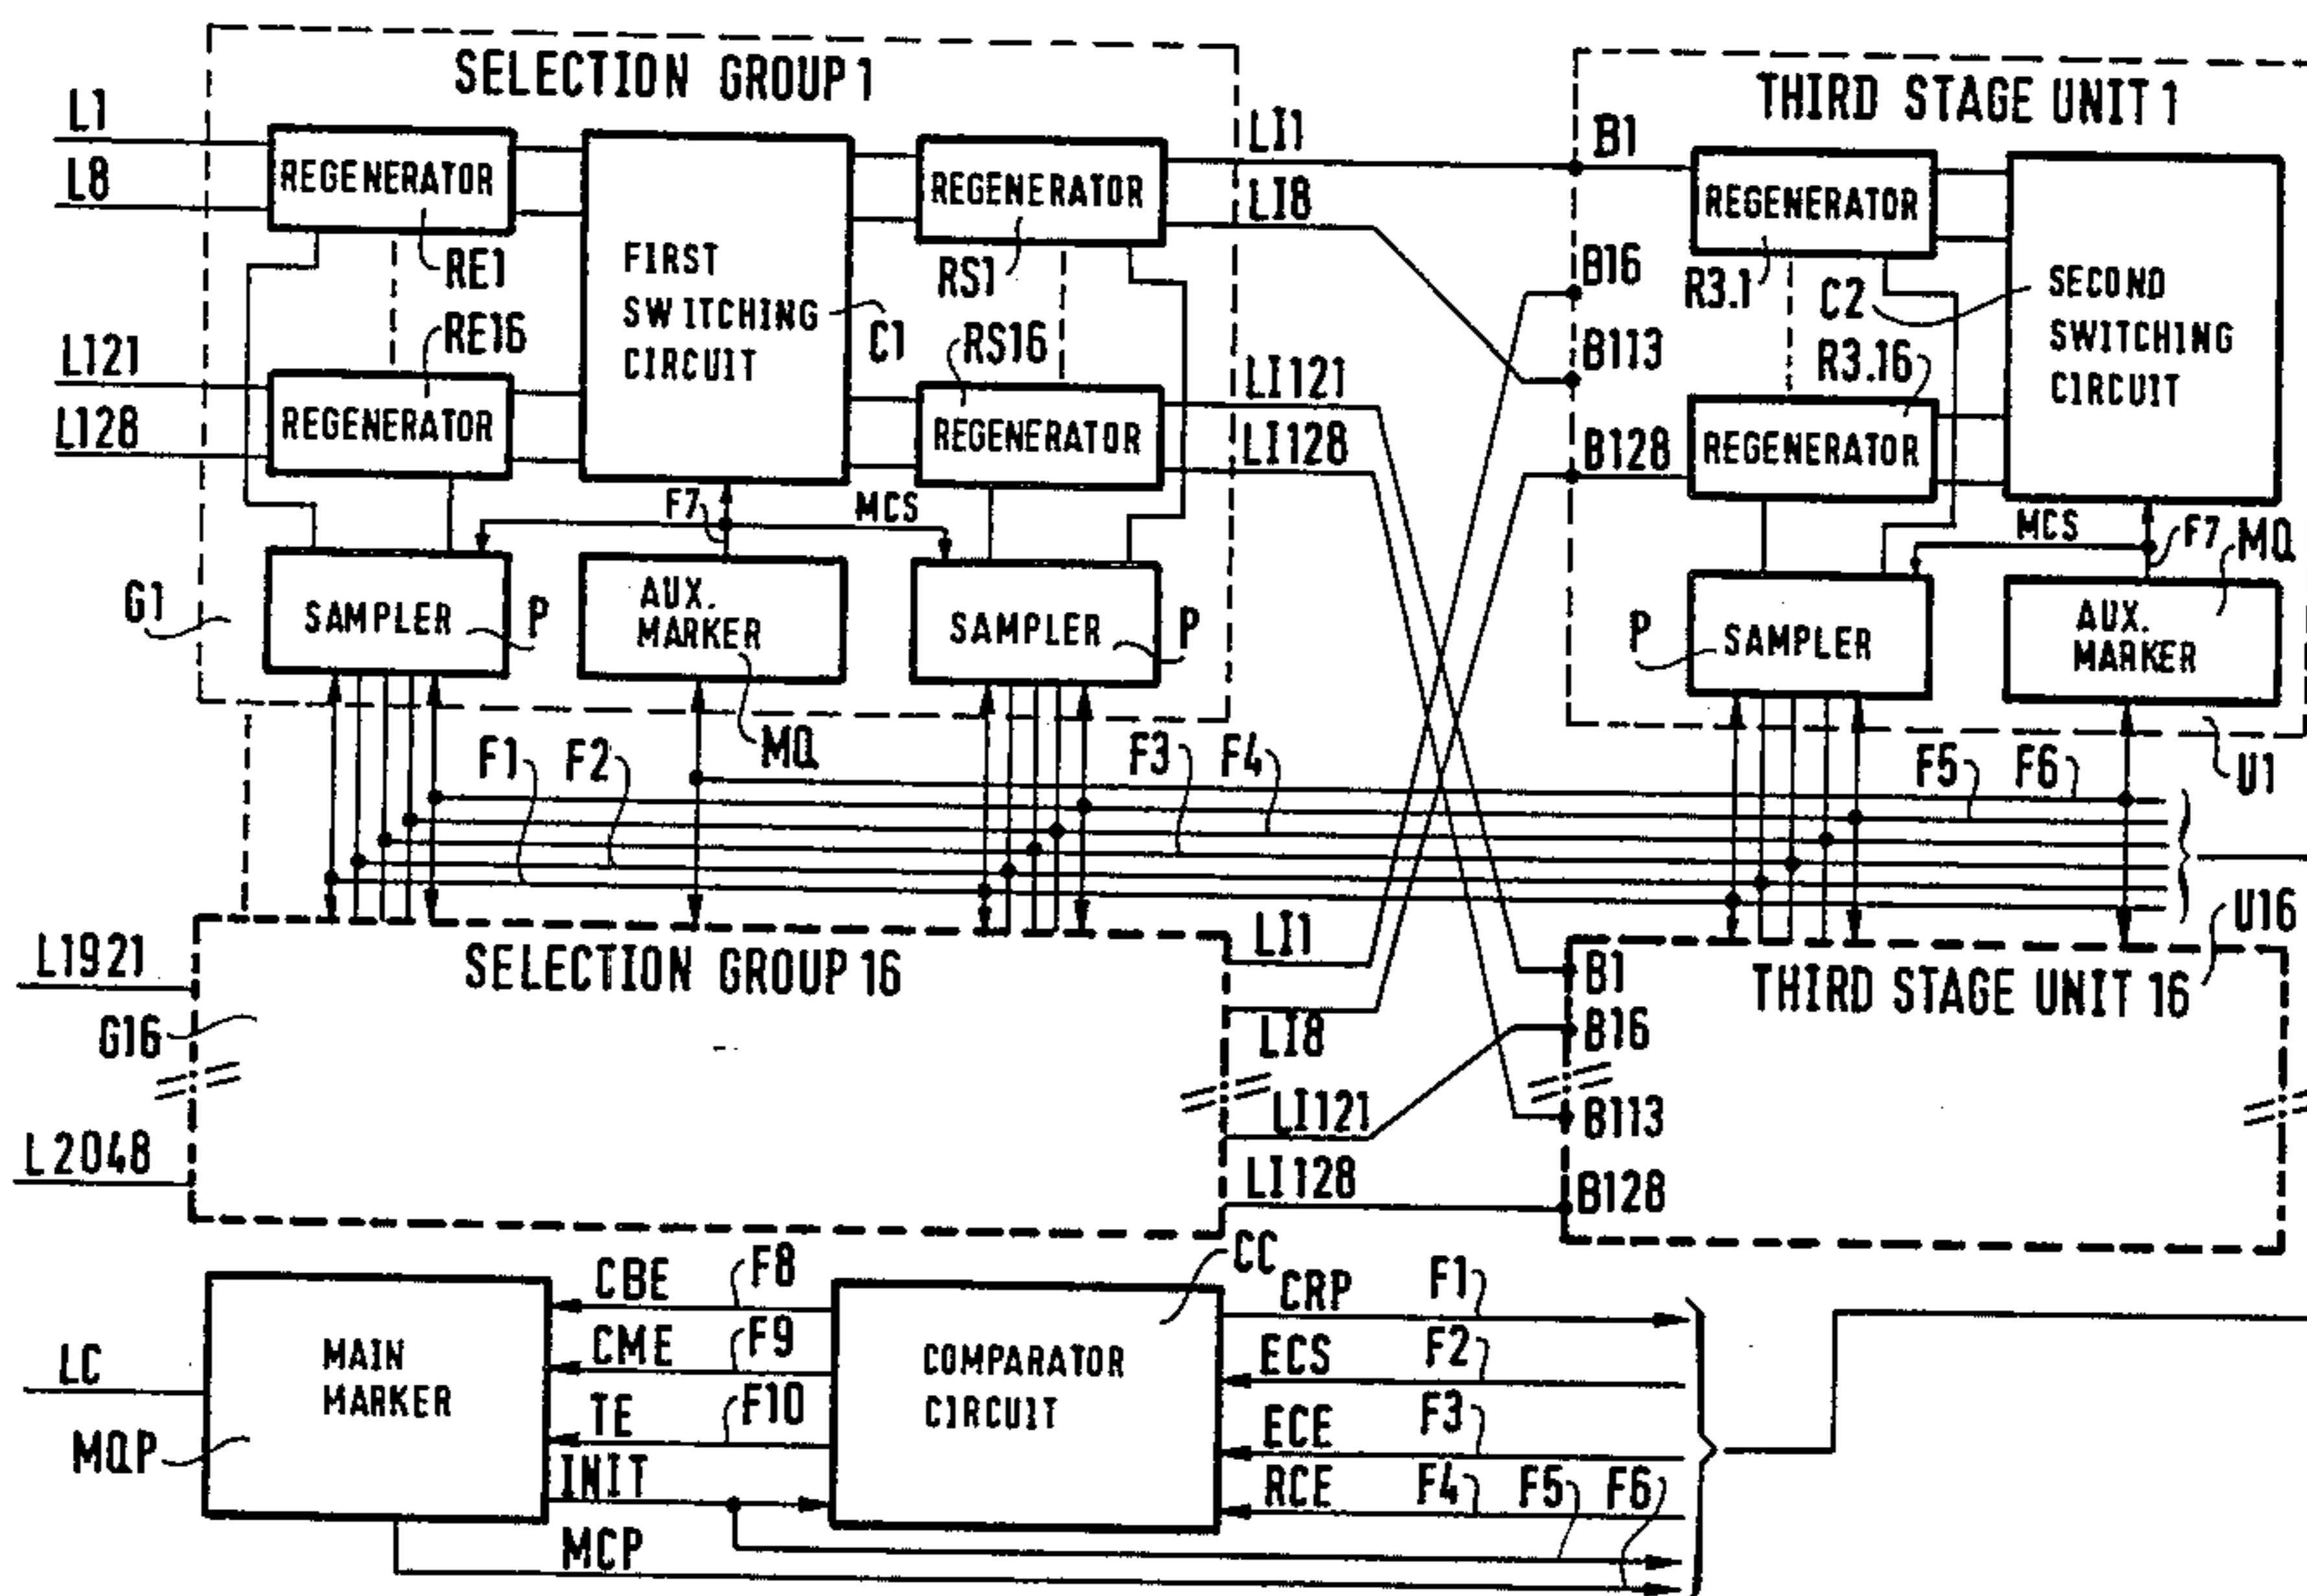 SELECTION GROUP 1
THIRD STAGE UNIT 1
L1
L8
L121
L128
REGENERATOR
RE1
RE16
REGENERATOR
FIRST
SWITCHING
CIRCUIT
C1
REGENERATOR
RS1
RS16
REGENERATOR
LI1
LI8
LI121
LI128
B1
B16
B113
B128
REGENERATOR
R3.1
C2
R3.16
REGENERATOR
SECOND
SWITCHING
CIRCUIT
F7
MCS
MCS
F7
MQ
G1
SAMPLER
P
AUX.
MARKER
MQ
SAMPLER
P
P
SAMPLER
AUX.
MARKER
U1
F1
F2
F3
F4
F5
F6
U16
L1921
G16
L2048
SELECTION GROUP 16
LI1
LI8
LI121
LI128
B1
B16
B113
B128
THIRD STAGE UNIT 16
LC
MQP
MAIN
MARKER
CBE
F8
CME
F9
TE
F10
INIT
MCP
COMPARATOR
CIRCUIT
CC
CRP
F1
ECS
F2
ECE
F3
RCE
F4
F5
F6